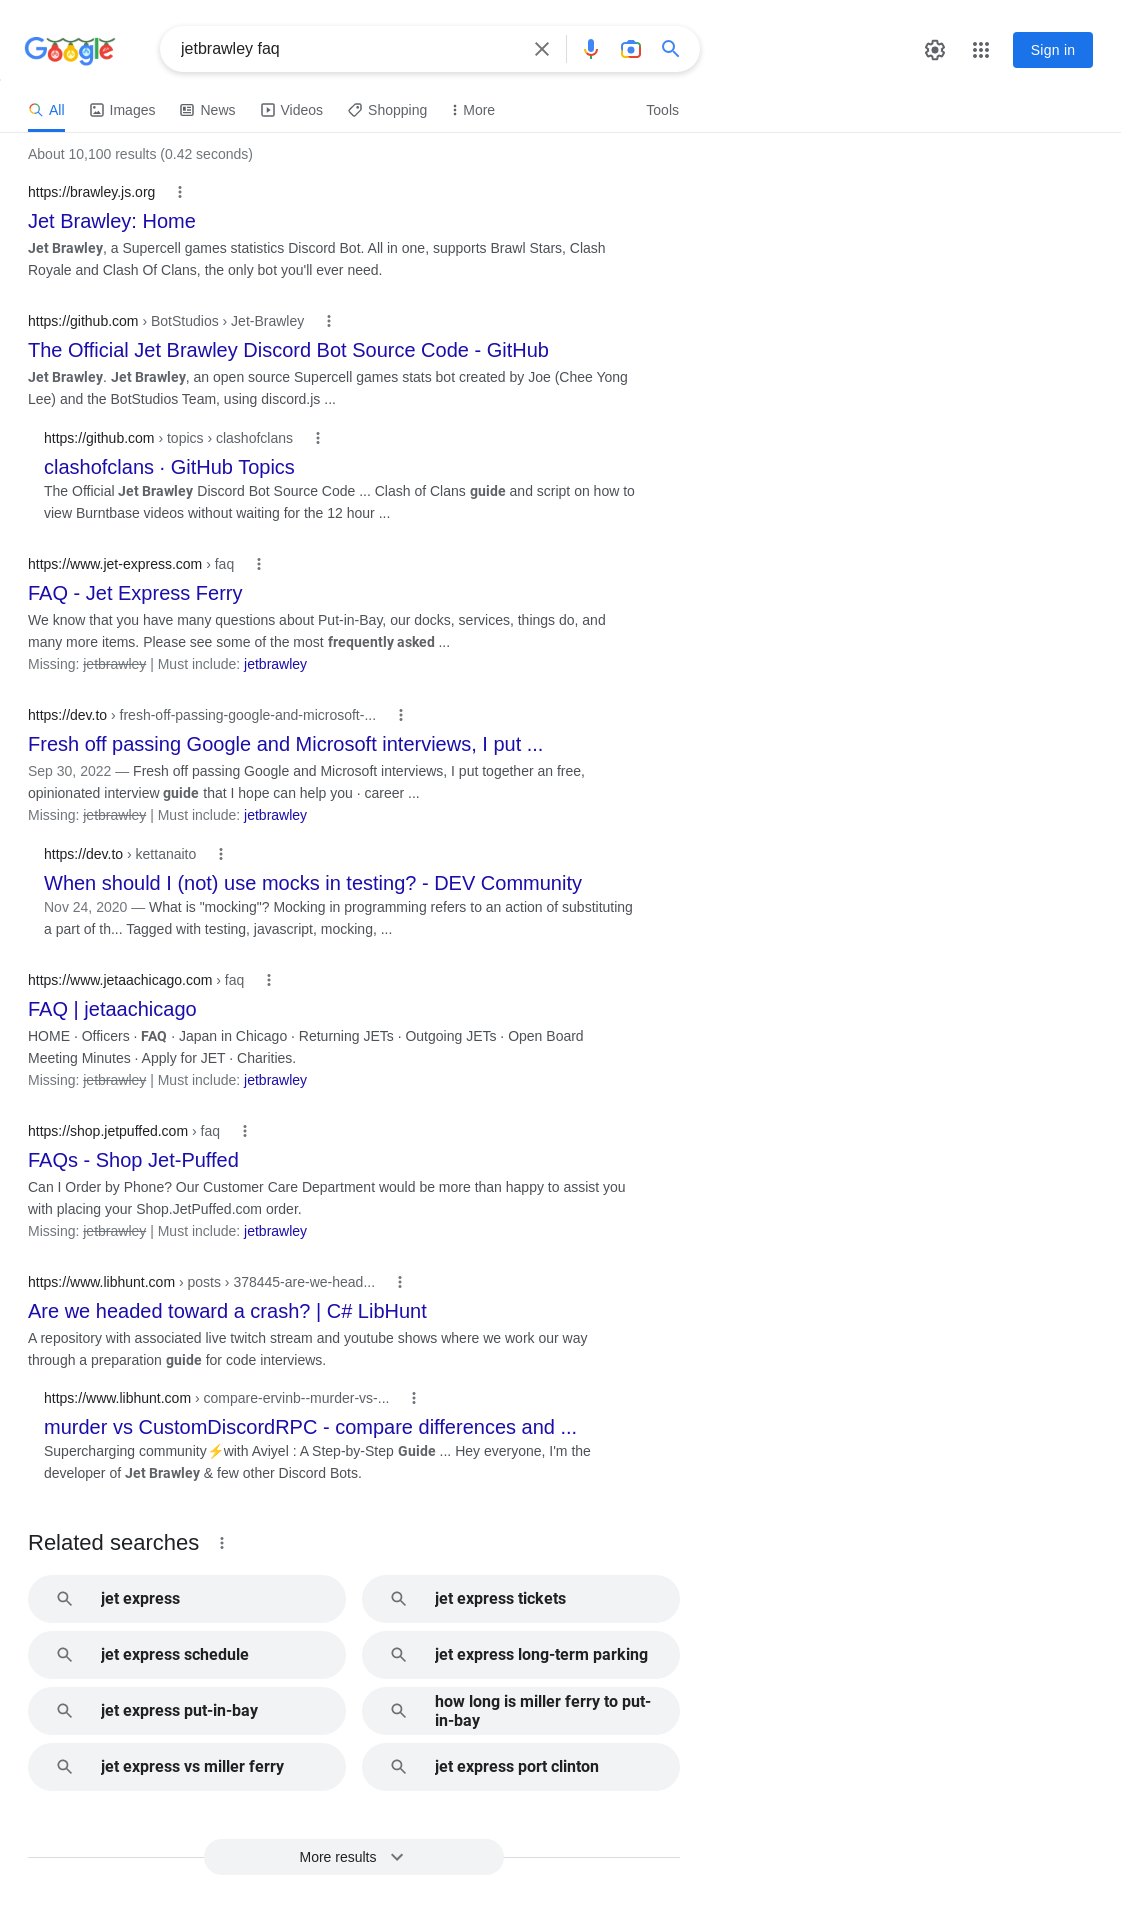 Google
jetbrawley faq
Sign in
All
Images
News
Videos
Shopping
More
Tools
About 10,100 results (0.42 seconds)
https://brawley.js.org
Jet Brawley: Home
Jet Brawley, a Supercell games statistics Discord Bot. All in one, supports Brawl Stars, Clash
Royale and Clash Of Clans, the only bot you'll ever need.
https://github.com › BotStudios › Jet-Brawley
The Official Jet Brawley Discord Bot Source Code - GitHub
Jet Brawley. Jet Brawley, an open source Supercell games stats bot created by Joe (Chee Yong
Lee) and the BotStudios Team, using discord.js ...
https://github.com › topics › clashofclans
clashofclans · GitHub Topics
The Official Jet Brawley Discord Bot Source Code ... Clash of Clans guide and script on how to
view Burntbase videos without waiting for the 12 hour ...
https://www.jet-express.com › faq
FAQ - Jet Express Ferry
We know that you have many questions about Put-in-Bay, our docks, services, things do, and
many more items. Please see some of the most frequently asked ...
Missing: jetbrawley | Must include: jetbrawley
https://dev.to › fresh-off-passing-google-and-microsoft-...
Fresh off passing Google and Microsoft interviews, I put ...
Sep 30, 2022 — Fresh off passing Google and Microsoft interviews, I put together an free,
opinionated interview guide that I hope can help you · career ...
Missing: jetbrawley | Must include: jetbrawley
https://dev.to › kettanaito
When should I (not) use mocks in testing? - DEV Community
Nov 24, 2020 — What is "mocking"? Mocking in programming refers to an action of substituting
a part of th... Tagged with testing, javascript, mocking, ...
https://www.jetaachicago.com › faq
FAQ | jetaachicago
HOME · Officers · FAQ · Japan in Chicago · Returning JETs · Outgoing JETs · Open Board
Meeting Minutes · Apply for JET · Charities.
Missing: jetbrawley | Must include: jetbrawley
https://shop.jetpuffed.com › faq
FAQs - Shop Jet-Puffed
Can I Order by Phone? Our Customer Care Department would be more than happy to assist you
with placing your Shop.JetPuffed.com order.
Missing: jetbrawley | Must include: jetbrawley
https://www.libhunt.com › posts › 378445-are-we-head...
Are we headed toward a crash? | C# LibHunt
A repository with associated live twitch stream and youtube shows where we work our way
through a preparation guide for code interviews.
https://www.libhunt.com › compare-ervinb--murder-vs-...
murder vs CustomDiscordRPC - compare differences and ...
Supercharging community⚡with Aviyel : A Step-by-Step Guide ... Hey everyone, I'm the
developer of Jet Brawley & few other Discord Bots.
Related searches
jet express
jet express tickets
jet express schedule
jet express long-term parking
jet express put-in-bay
how long is miller ferry to put-
in-bay
jet express vs miller ferry
jet express port clinton
More results